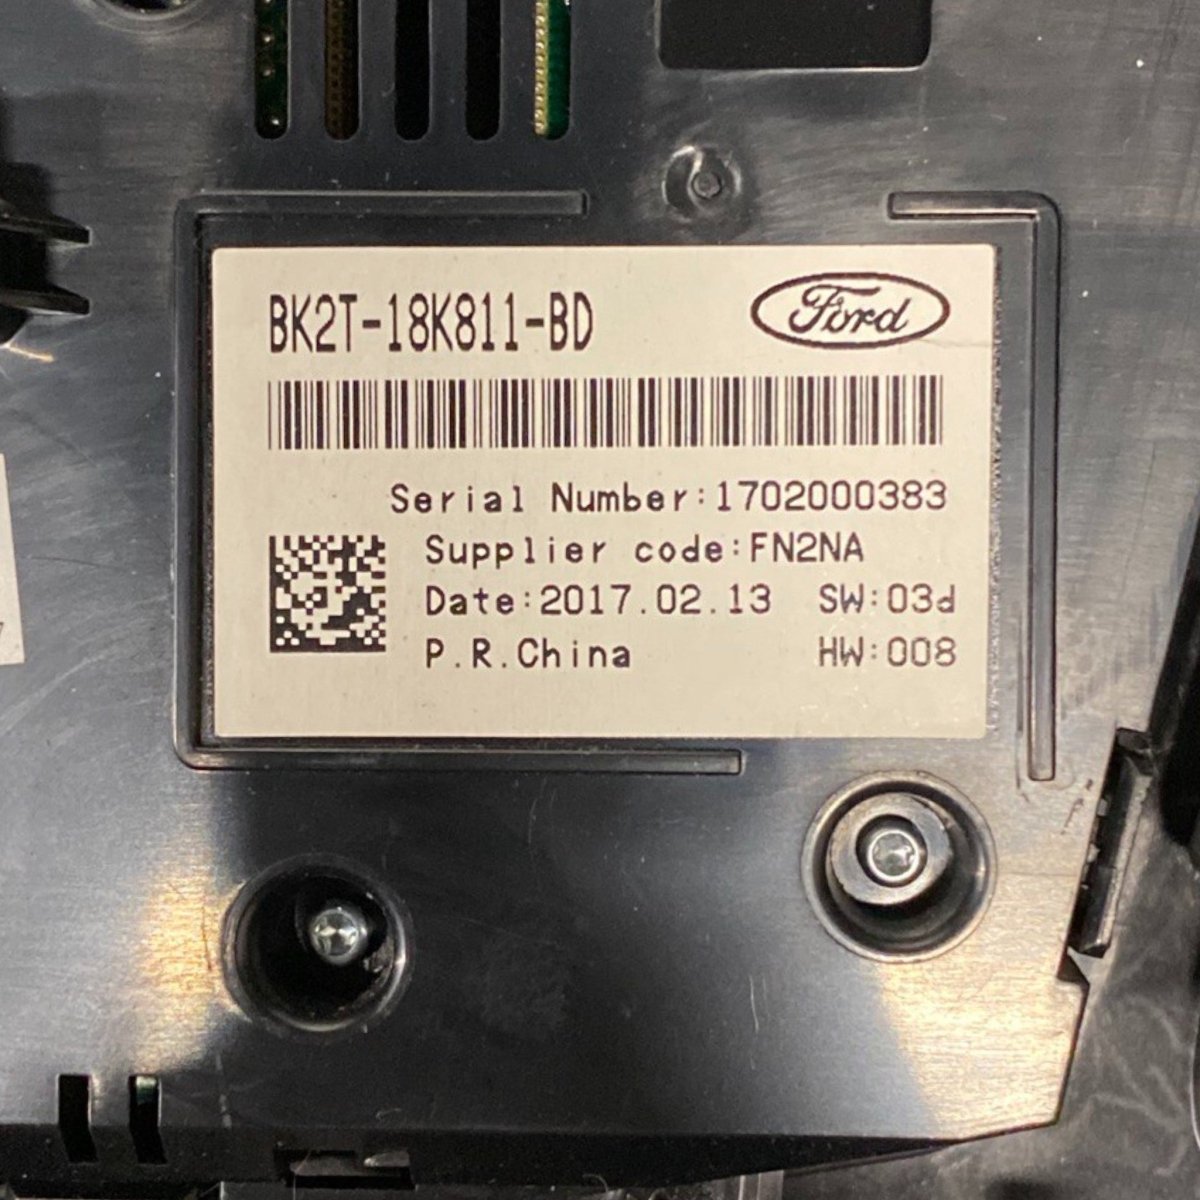 BK2T-18K811-BD
Ford
Serial Number:1702000383
Supplier code:FN2NA
Date:2017.02.13 SW:03d
P.R.China HW:008